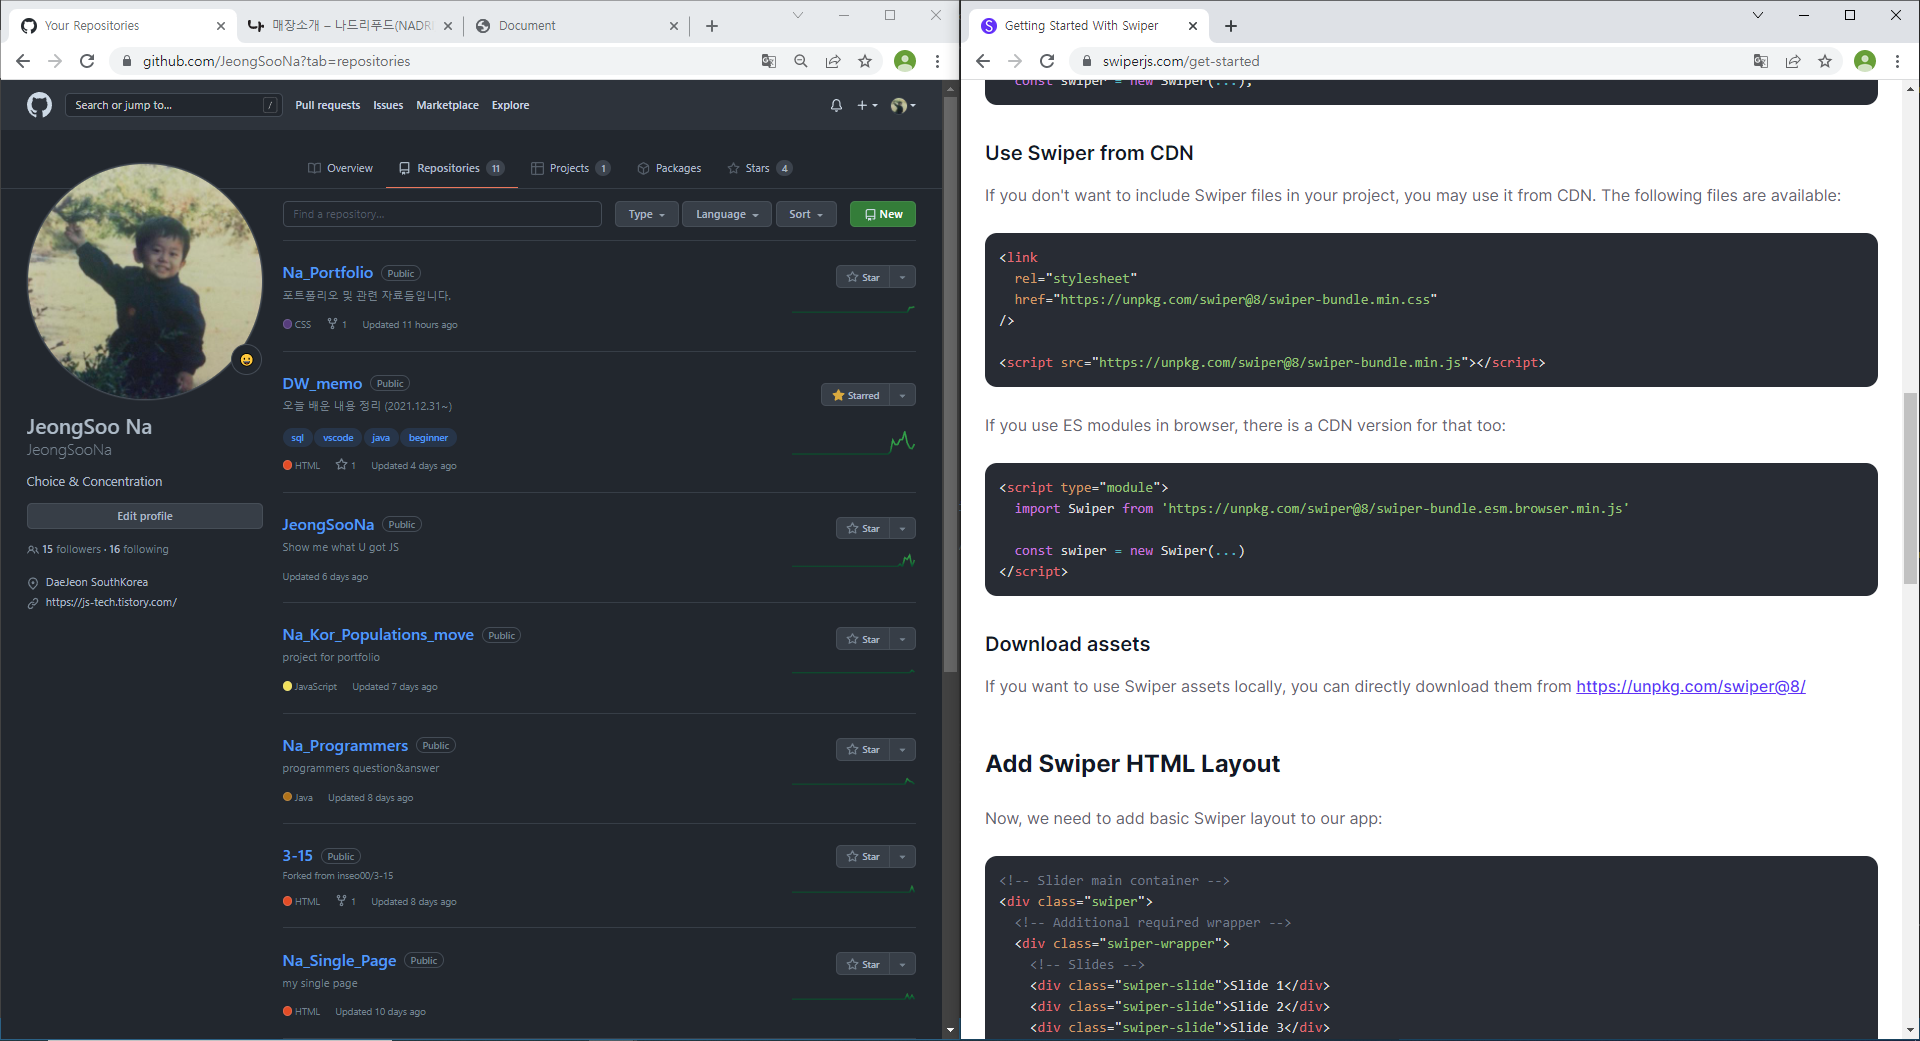 Your Repositories
매장소개 – 나드리푸드(NADRI
Document
github.com/JeongSooNa?tab=repositories
Search or jump to...
/
Pull requests
Issues
Marketplace
Explore
Overview
Repositories 11
Projects 1
Packages
Stars 4
Find a repository...
Type
Language
Sort
New
JeongSoo Na
JeongSooNa
Choice & Concentration
Edit profile
15 followers · 16 following
DaeJeon SouthKorea
https://js-tech.tistory.com/
Na_Portfolio Public
Star
포트폴리오 및 관련 자료들입니다.
CSS 1 Updated 11 hours ago
DW_memo Public
Starred
오늘 배운 내용 정리 (2021.12.31~)
sql vscode java beginner
HTML 1 Updated 4 days ago
JeongSooNa Public
Star
Show me what U got JS
Updated 6 days ago
Na_Kor_Populations_move Public
Star
project for portfolio
JavaScript Updated 7 days ago
Na_Programmers Public
Star
programmers question&answer
Java Updated 8 days ago
3-15 Public
Star
Forked from inseo00/3-15
HTML 1 Updated 8 days ago
Na_Single_Page Public
Star
my single page
HTML Updated 10 days ago
Getting Started With Swiper
swiperjs.com/get-started
const swiper = new Swiper(...);
Use Swiper from CDN
If you don't want to include Swiper files in your project, you may use it from CDN. The following files are available:
<link
rel="stylesheet"
href="https://unpkg.com/swiper@8/swiper-bundle.min.css"
/>
<script src="https://unpkg.com/swiper@8/swiper-bundle.min.js"></script>
If you use ES modules in browser, there is a CDN version for that too:
<script type="module">
import Swiper from 'https://unpkg.com/swiper@8/swiper-bundle.esm.browser.min.js'
const swiper = new Swiper(...)
</script>
Download assets
If you want to use Swiper assets locally, you can directly download them from https://unpkg.com/swiper@8/
Add Swiper HTML Layout
Now, we need to add basic Swiper layout to our app:
<!-- Slider main container -->
<div class="swiper">
<!-- Additional required wrapper -->
<div class="swiper-wrapper">
<!-- Slides -->
<div class="swiper-slide">Slide 1</div>
<div class="swiper-slide">Slide 2</div>
<div class="swiper-slide">Slide 3</div>